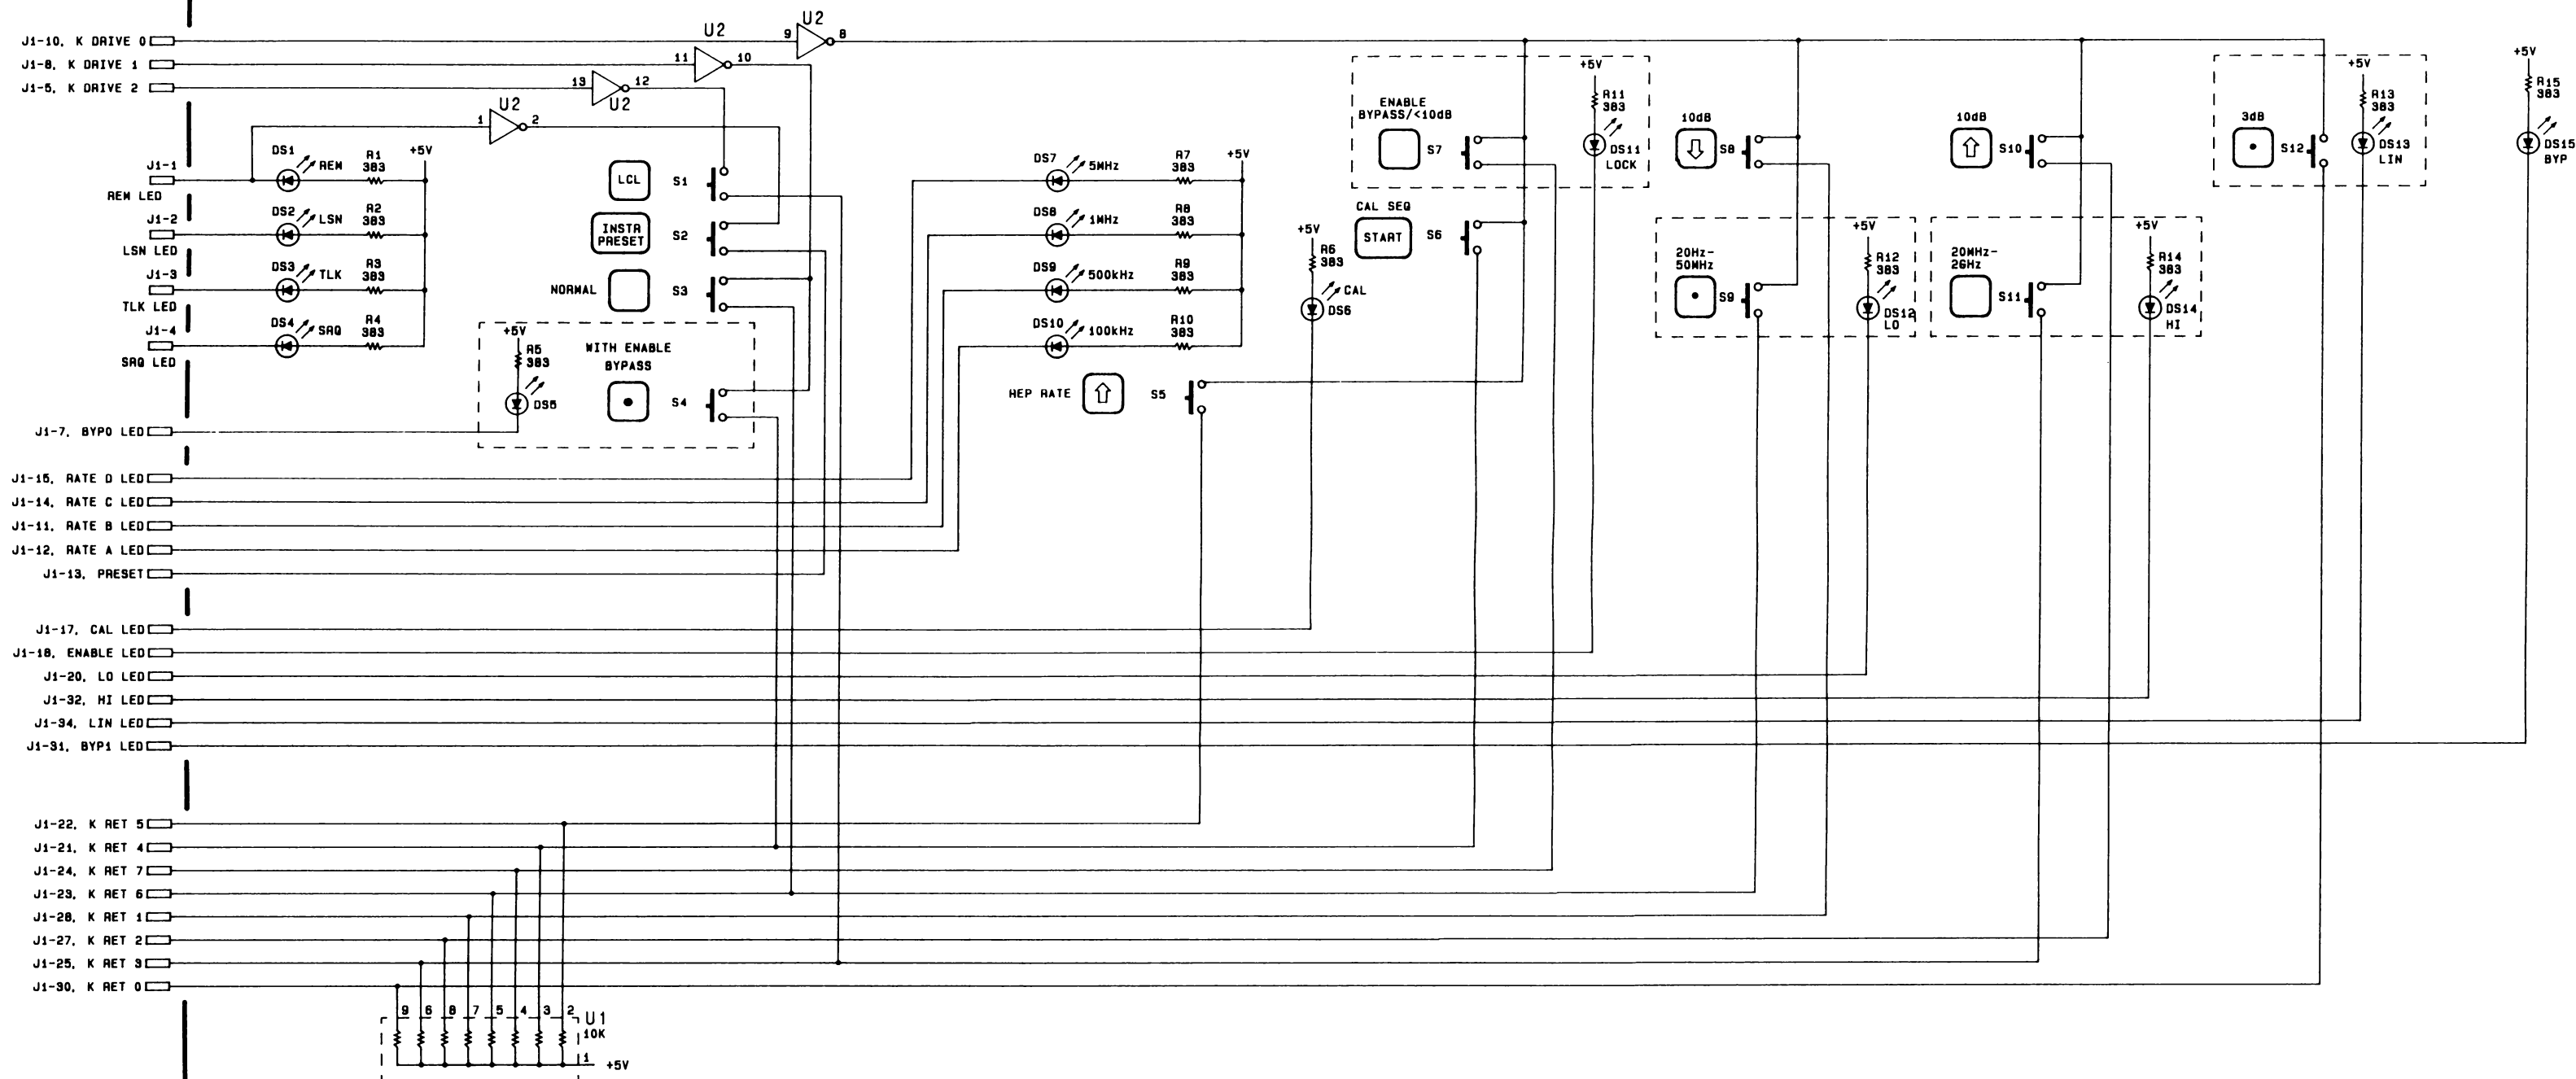 J1-10, K DRIVE 0
J1-8, K DRIVE 1
J1-5, K DRIVE 2
9 U2 8
11 U2 10
13 U2 12
1 U2 2
J1-1
REM LED
J1-2
LSN LED
J1-3
TLK LED
J1-4
SRQ LED
DS1 REM R1 383
DS2 LSN R2 383
DS3 TLK R3 383
DS4 SRQ R4 383
+5V
LCL S1
INSTR PRESET S2
NORMAL S3
+5V
R5
383
DS5
WITH ENABLE
BYPASS
S4
DS7 5MHz R7 383
DS8 1MHz R8 383
DS9 500kHz R9 383
DS10 100kHz R10 383
+5V
REP RATE S5
+5V
R6
383
CAL
DS6
ENABLE
BYPASS/<10dB
S7
+5V
R11
383
DS11
LOCK
CAL SEQ
START S6
10dB
S8
20Hz-
50MHz
S9
+5V
R12
383
DS12
LO
10dB
S10
20MHz-
2GHz
S11
+5V
R14
383
DS14
HI
3dB
S12
+5V
R13
383
DS13
LIN
+5V
R15
383
DS15
BYP
J1-7, BYP0 LED
J1-15, RATE D LED
J1-14, RATE C LED
J1-11, RATE B LED
J1-12, RATE A LED
J1-13, PRESET
J1-17, CAL LED
J1-18, ENABLE LED
J1-20, LO LED
J1-32, HI LED
J1-34, LIN LED
J1-31, BYP1 LED
J1-22, K RET 5
J1-21, K RET 4
J1-24, K RET 7
J1-23, K RET 6
J1-28, K RET 1
J1-27, K RET 2
J1-25, K RET 3
J1-30, K RET 0
9 6 8 7 5 4 3 2 U1
10K
1 +5V